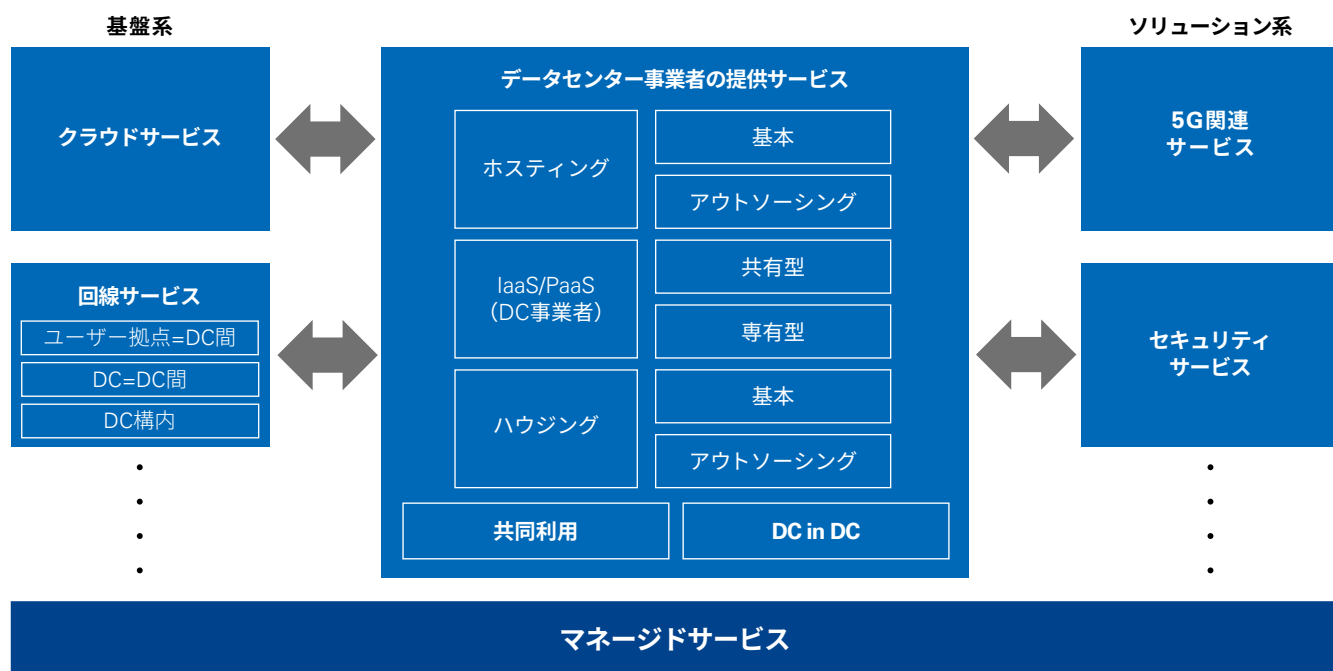 基盤系
ソリューション系
クラウドサービス
回線サービス
ユーザー拠点=DC間
DC=DC間
DC構内
データセンター事業者の提供サービス
ホスティング
基本
アウトソーシング
IaaS/PaaS
（DC事業者）
共有型
専有型
ハウジング
基本
アウトソーシング
共同利用
DC in DC
5G関連
サービス
セキュリティ
サービス
マネージドサービス